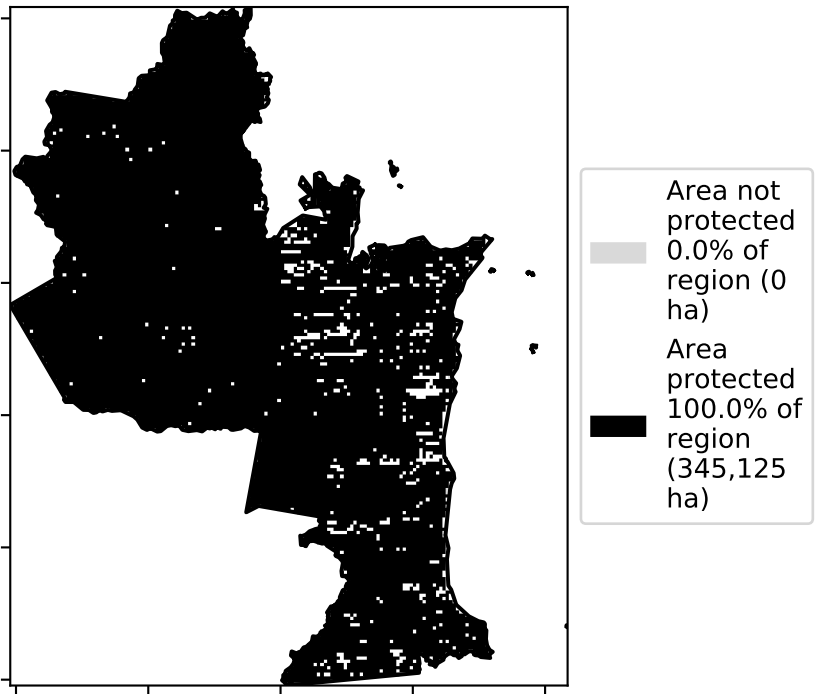 Area not
protected
0.0% of
region (0
ha)
Area
protected
100.0% of
region
(345,125
ha)